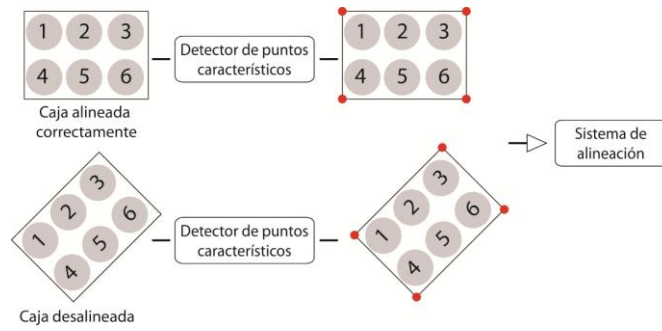 1 2 3
4 5 6
Caja alineada
correctamente
Detector de puntos
característicos
1 2 3
4 5 6
Sistema de
alineación
1 2 3
4 5 6
Caja desalineada
Detector de puntos
característicos
1 2 3
4 5 6